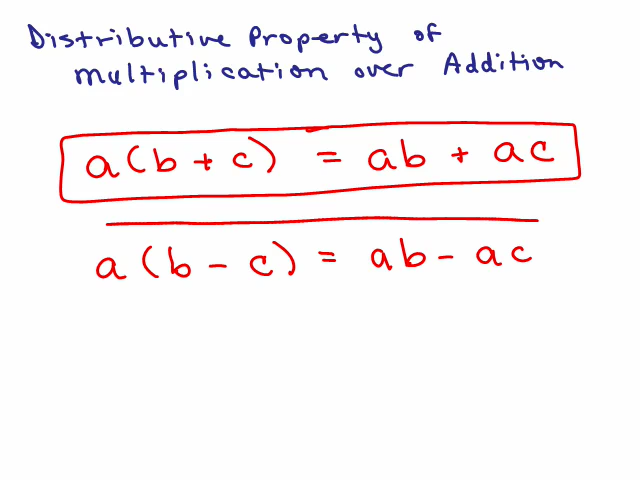 Distributive Property of
multiplication over Addition
a(b + c) = ab + ac
a(b - c) = ab - ac